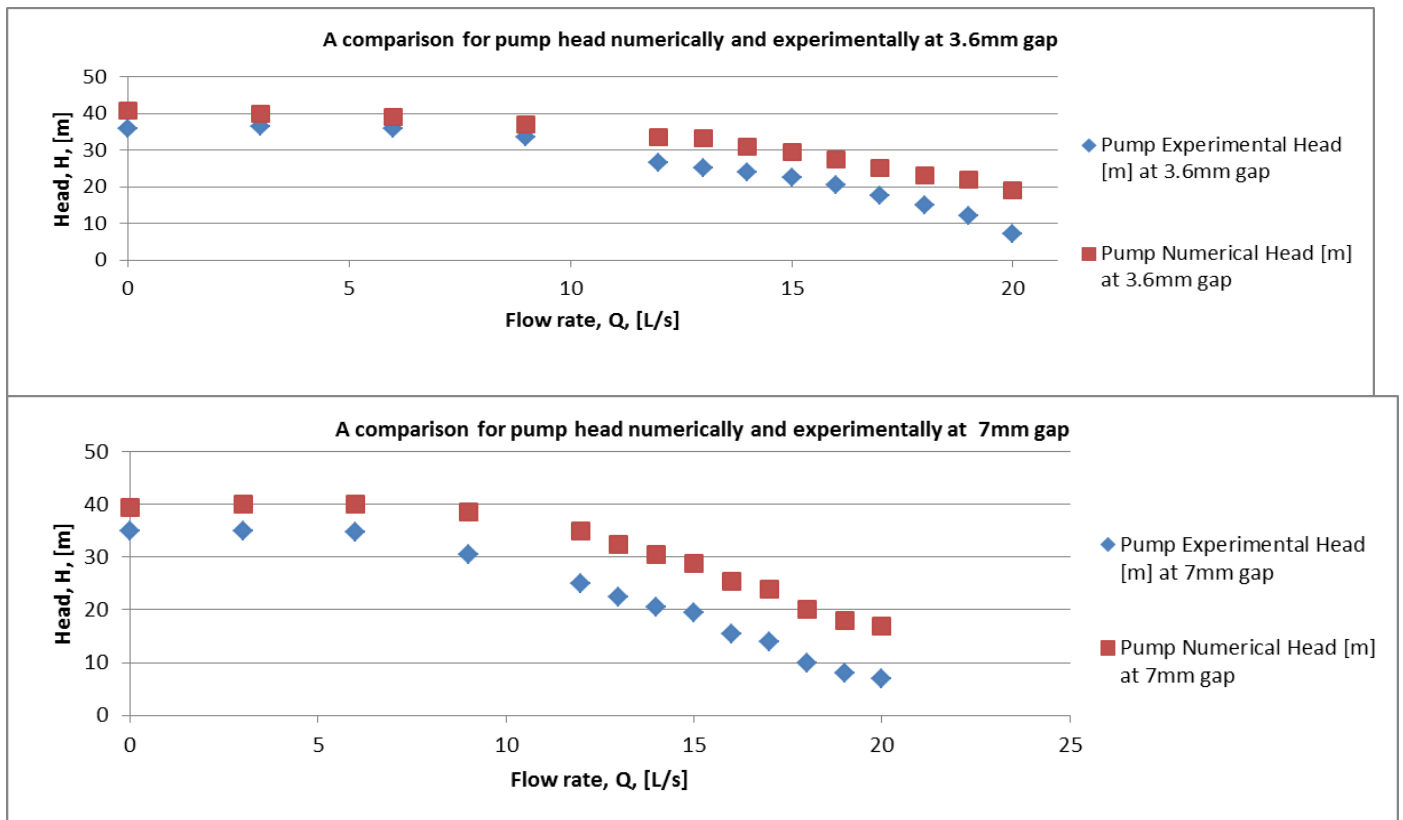 A comparison for pump head numerically and experimentally at 3.6mm gap
50
40
30
20
10
0
Head, H, [m]
0 5 10 15 20
Flow rate, Q, [L/s]
Pump Experimental Head
[m] at 3.6mm gap
Pump Numerical Head [m]
at 3.6mm gap
A comparison for pump head numerically and experimentally at 7mm gap
50
40
30
20
10
0
Head, H, [m]
0 5 10 15 20 25
Flow rate, Q, [L/s]
Pump Experimental Head
[m] at 7mm gap
Pump Numerical Head [m]
at 7mm gap